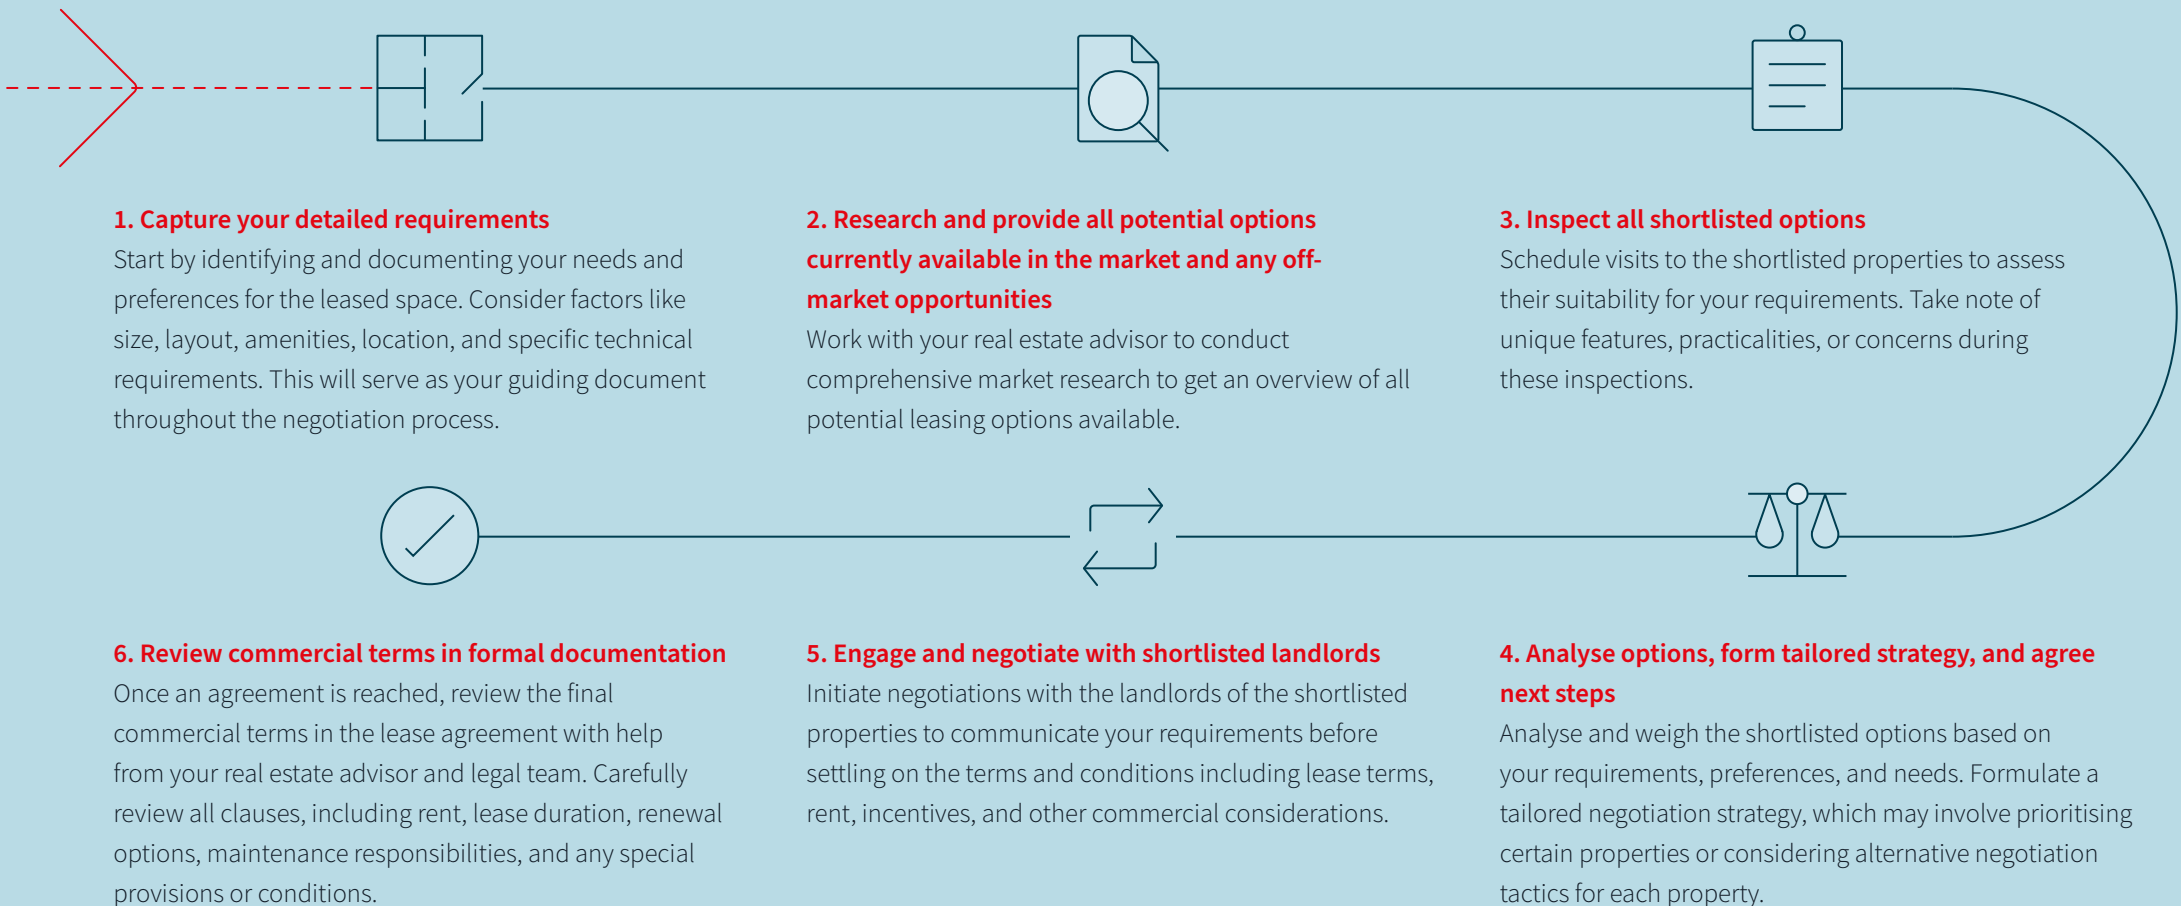 1. Capture your detailed requirements
Start by identifying and documenting your needs and
preferences for the leased space. Consider factors like
size, layout, amenities, location, and specific technical
requirements. This will serve as your guiding document
throughout the negotiation process.
2. Research and provide all potential options
currently available in the market and any off-
market opportunities
Work with your real estate advisor to conduct
comprehensive market research to get an overview of all
potential leasing options available.
3. Inspect all shortlisted options
Schedule visits to the shortlisted properties to assess
their suitability for your requirements. Take note of
unique features, practicalities, or concerns during
these inspections.
4. Analyse options, form tailored strategy, and agree
next steps
Analyse and weigh the shortlisted options based on
your requirements, preferences, and needs. Formulate a
tailored negotiation strategy, which may involve prioritising
certain properties or considering alternative negotiation
tactics for each property.
5. Engage and negotiate with shortlisted landlords
Initiate negotiations with the landlords of the shortlisted
properties to communicate your requirements before
settling on the terms and conditions including lease terms,
rent, incentives, and other commercial considerations.
6. Review commercial terms in formal documentation
Once an agreement is reached, review the final
commercial terms in the lease agreement with help
from your real estate advisor and legal team. Carefully
review all clauses, including rent, lease duration, renewal
options, maintenance responsibilities, and any special
provisions or conditions.